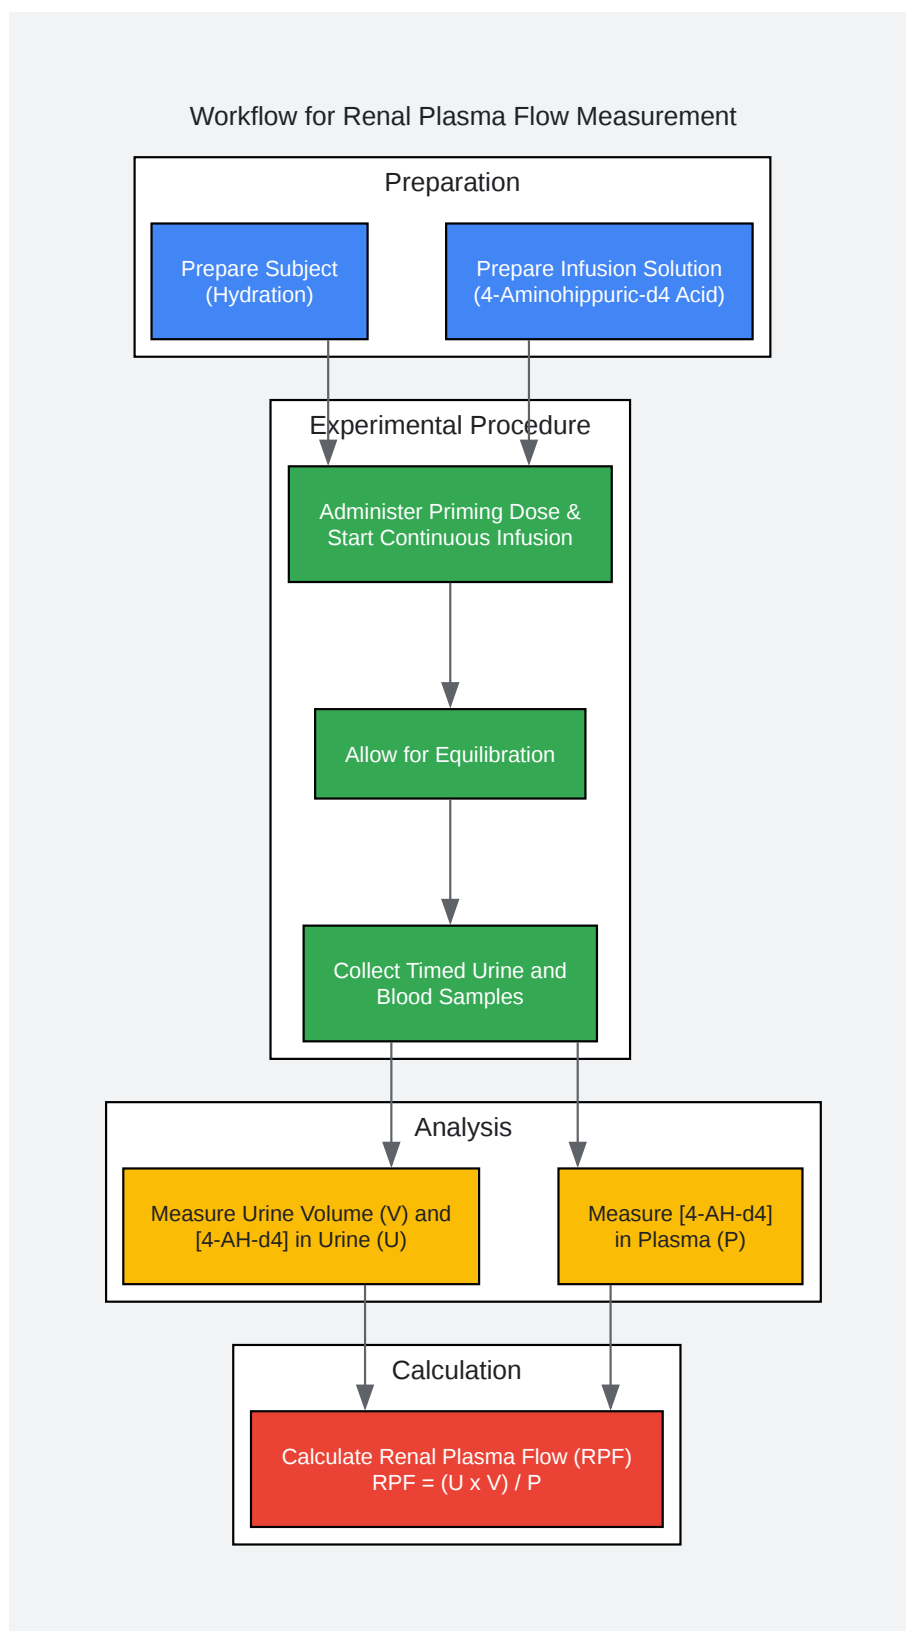 Workflow for Renal Plasma Flow Measurement
Preparation
Prepare Subject
(Hydration)
Prepare Infusion Solution
(4-Aminohippuric-d4 Acid)
Experimental Procedure
Administer Priming Dose &
Start Continuous Infusion
Allow for Equilibration
Collect Timed Urine and
Blood Samples
Analysis
Measure Urine Volume (V) and
[4-AH-d4] in Urine (U)
Measure [4-AH-d4]
in Plasma (P)
Calculation
Calculate Renal Plasma Flow (RPF)
RPF = (U x V) / P